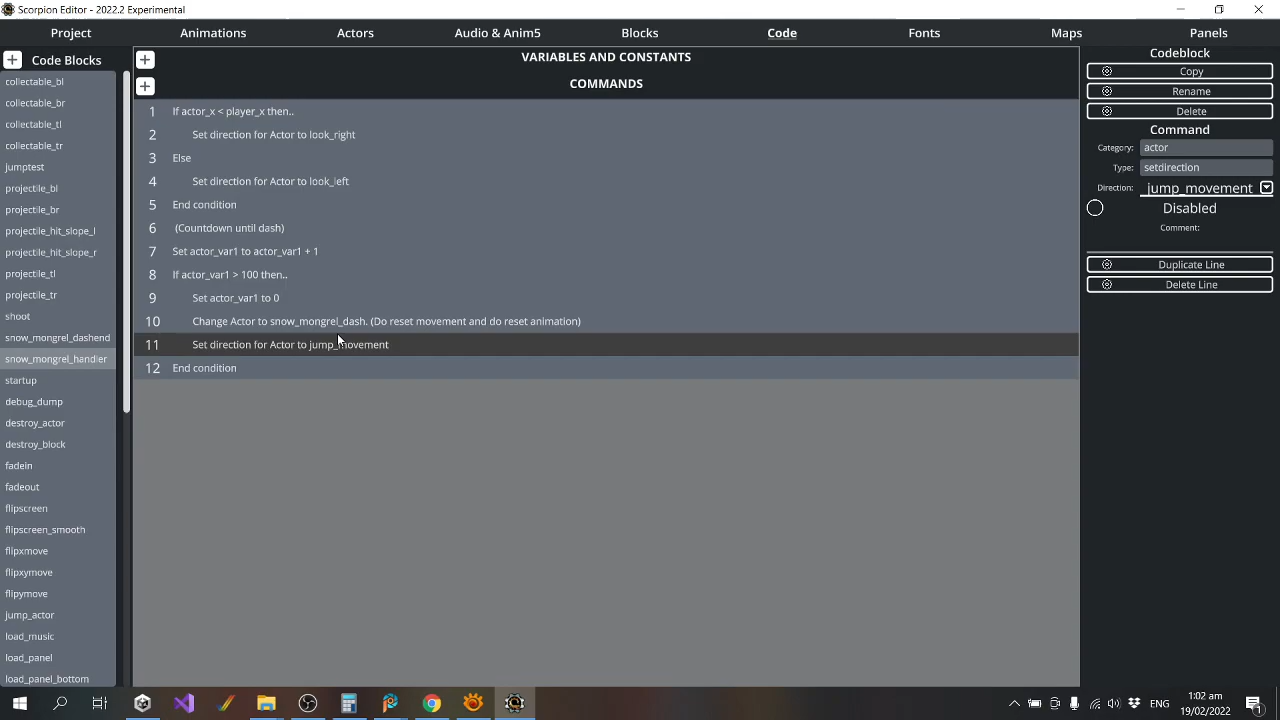 Scorpion Editor - 2022.2 Experimental
Project Animations Actors Audio & Anim5 Blocks Code Fonts Maps Panels
Code Blocks
collectable_bl
collectable_br
collectable_tl
collectable_tr
jumptest
projectile_bl
projectile_br
projectile_hit_slope_l
projectile_hit_slope_r
projectile_tl
projectile_tr
shoot
snow_mongrel_dashend
snow_mongrel_handler
startup
debug_dump
destroy_actor
destroy_block
fadein
fadeout
flipscreen
flipscreen_smooth
flipxmove
flipxymove
flipymove
jump_actor
load_music
load_panel
load_panel_bottom
VARIABLES AND CONSTANTS
COMMANDS
1 If actor_x < player_x then..
2 Set direction for Actor to look_right
3 Else
4 Set direction for Actor to look_left
5 End condition
6 (Countdown until dash)
7 Set actor_var1 to actor_var1 + 1
8 If actor_var1 > 100 then..
9 Set actor_var1 to 0
10 Change Actor to snow_mongrel_dash. (Do reset movement and do reset animation)
11 Set direction for Actor to jump_movement
12 End condition
Codeblock
Copy
Rename
Delete
Command
Category: actor
Type: setdirection
Direction: jump_movement
Disabled
Comment:
Duplicate Line
Delete Line
ENG
1:02 am
19/02/2022